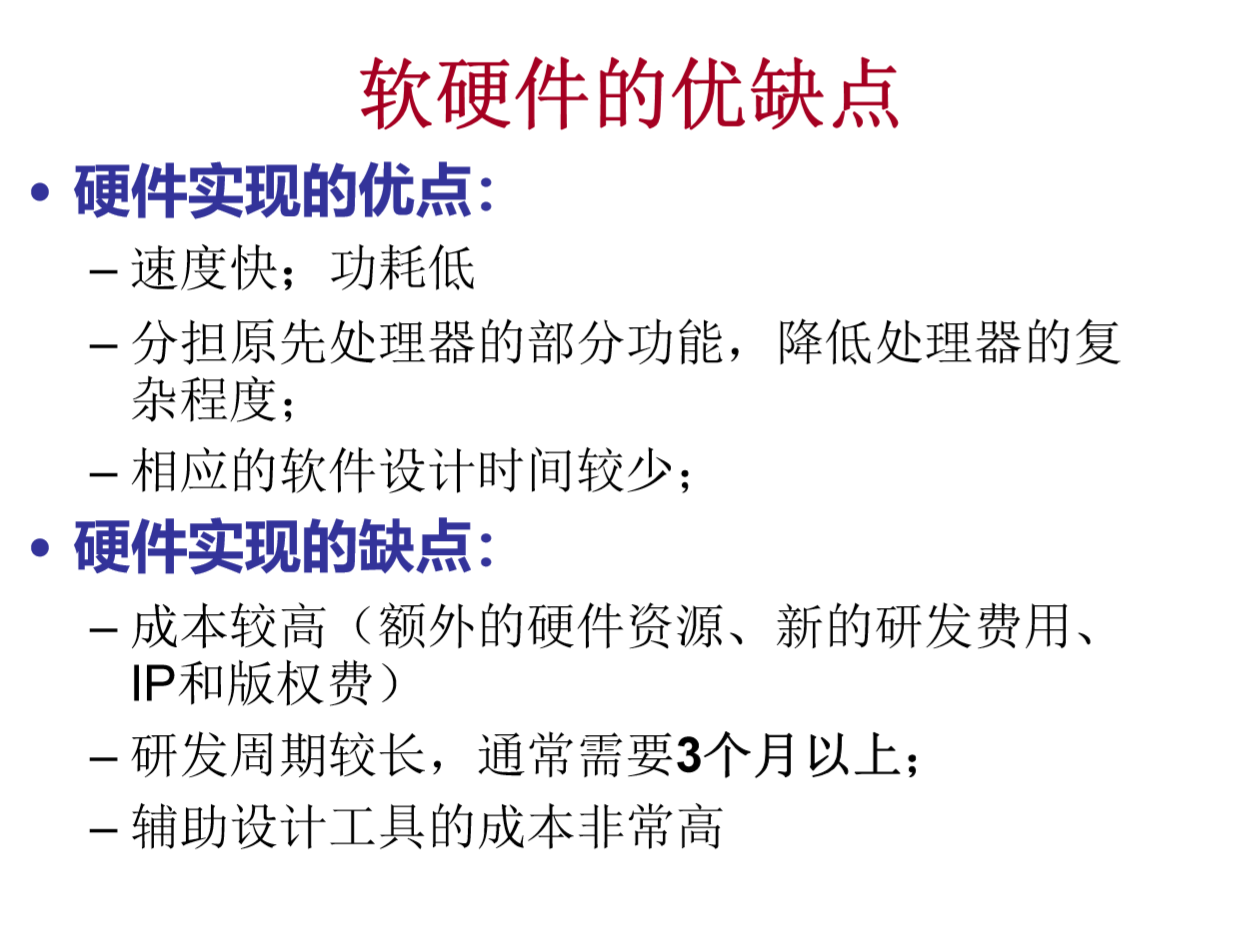 软硬件的优缺点
• 硬件实现的优点：
– 速度快；功耗低
– 分担原先处理器的部分功能，降低处理器的复
杂程度；
– 相应的软件设计时间较少；
• 硬件实现的缺点：
– 成本较高（额外的硬件资源、新的研发费用、
IP和版权费）
– 研发周期较长，通常需要3个月以上；
– 辅助设计工具的成本非常高